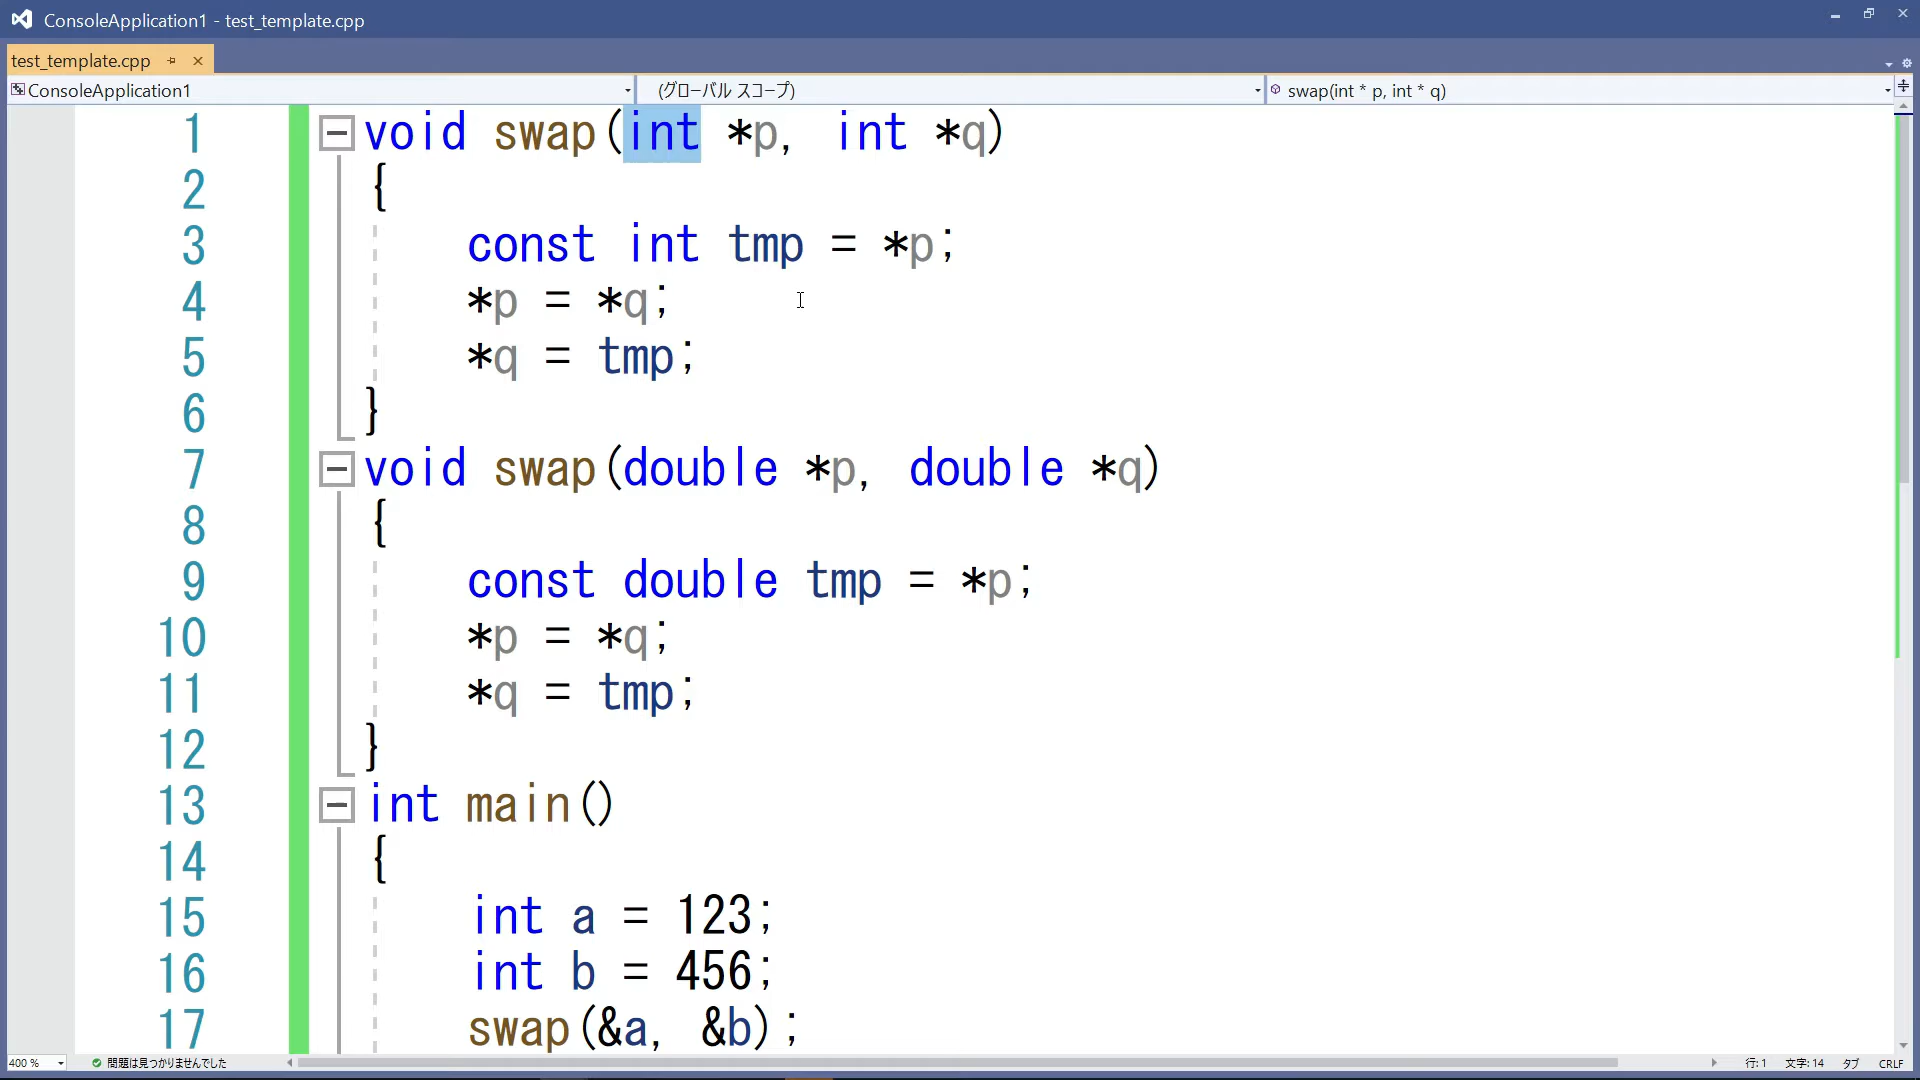 ConsoleApplication1 - test_template.cpp
test_template.cpp
ConsoleApplication1
(グローバル スコープ)
swap(int * p, int * q)
1 void swap(int *p, int *q)
2 {
3 const int tmp = *p;
4 *p = *q;
5 *q = tmp;
6 }
7 void swap(double *p, double *q)
8 {
9 const double tmp = *p;
10 *p = *q;
11 *q = tmp;
12 }
13 int main()
14 {
15 int a = 123;
16 int b = 456;
17 swap(&a, &b);
400 %
問題は見つかりませんでした
行: 1
文字: 14
タブ
CRLF